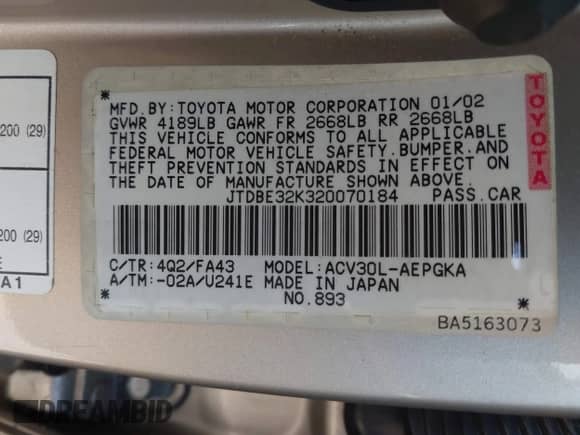 200 (29)
200 (29)
E
A1
MFD.BY:TOYOTA MOTOR CORPORATION 01/02
GVWR 4189LB GAWR FR 2668LB RR 2668LB
THIS VEHICLE CONFORMS TO ALL APPLICABLE
FEDERAL MOTOR VEHICLE SAFETY.BUMPER.AND
THEFT PREVENTION STANDARDS IN EFFECT ON
THE DATE OF MANUFACTURE SHOWN ABOVE.
JTDBE32K320070184 PASS.CAR
C/TR:4Q2/FA43 MODEL:ACV30L-AEPGKA
A/TM:-02A/U241E MADE IN JAPAN
NO.893
BA5163073
TOYOTA
DREAMBID